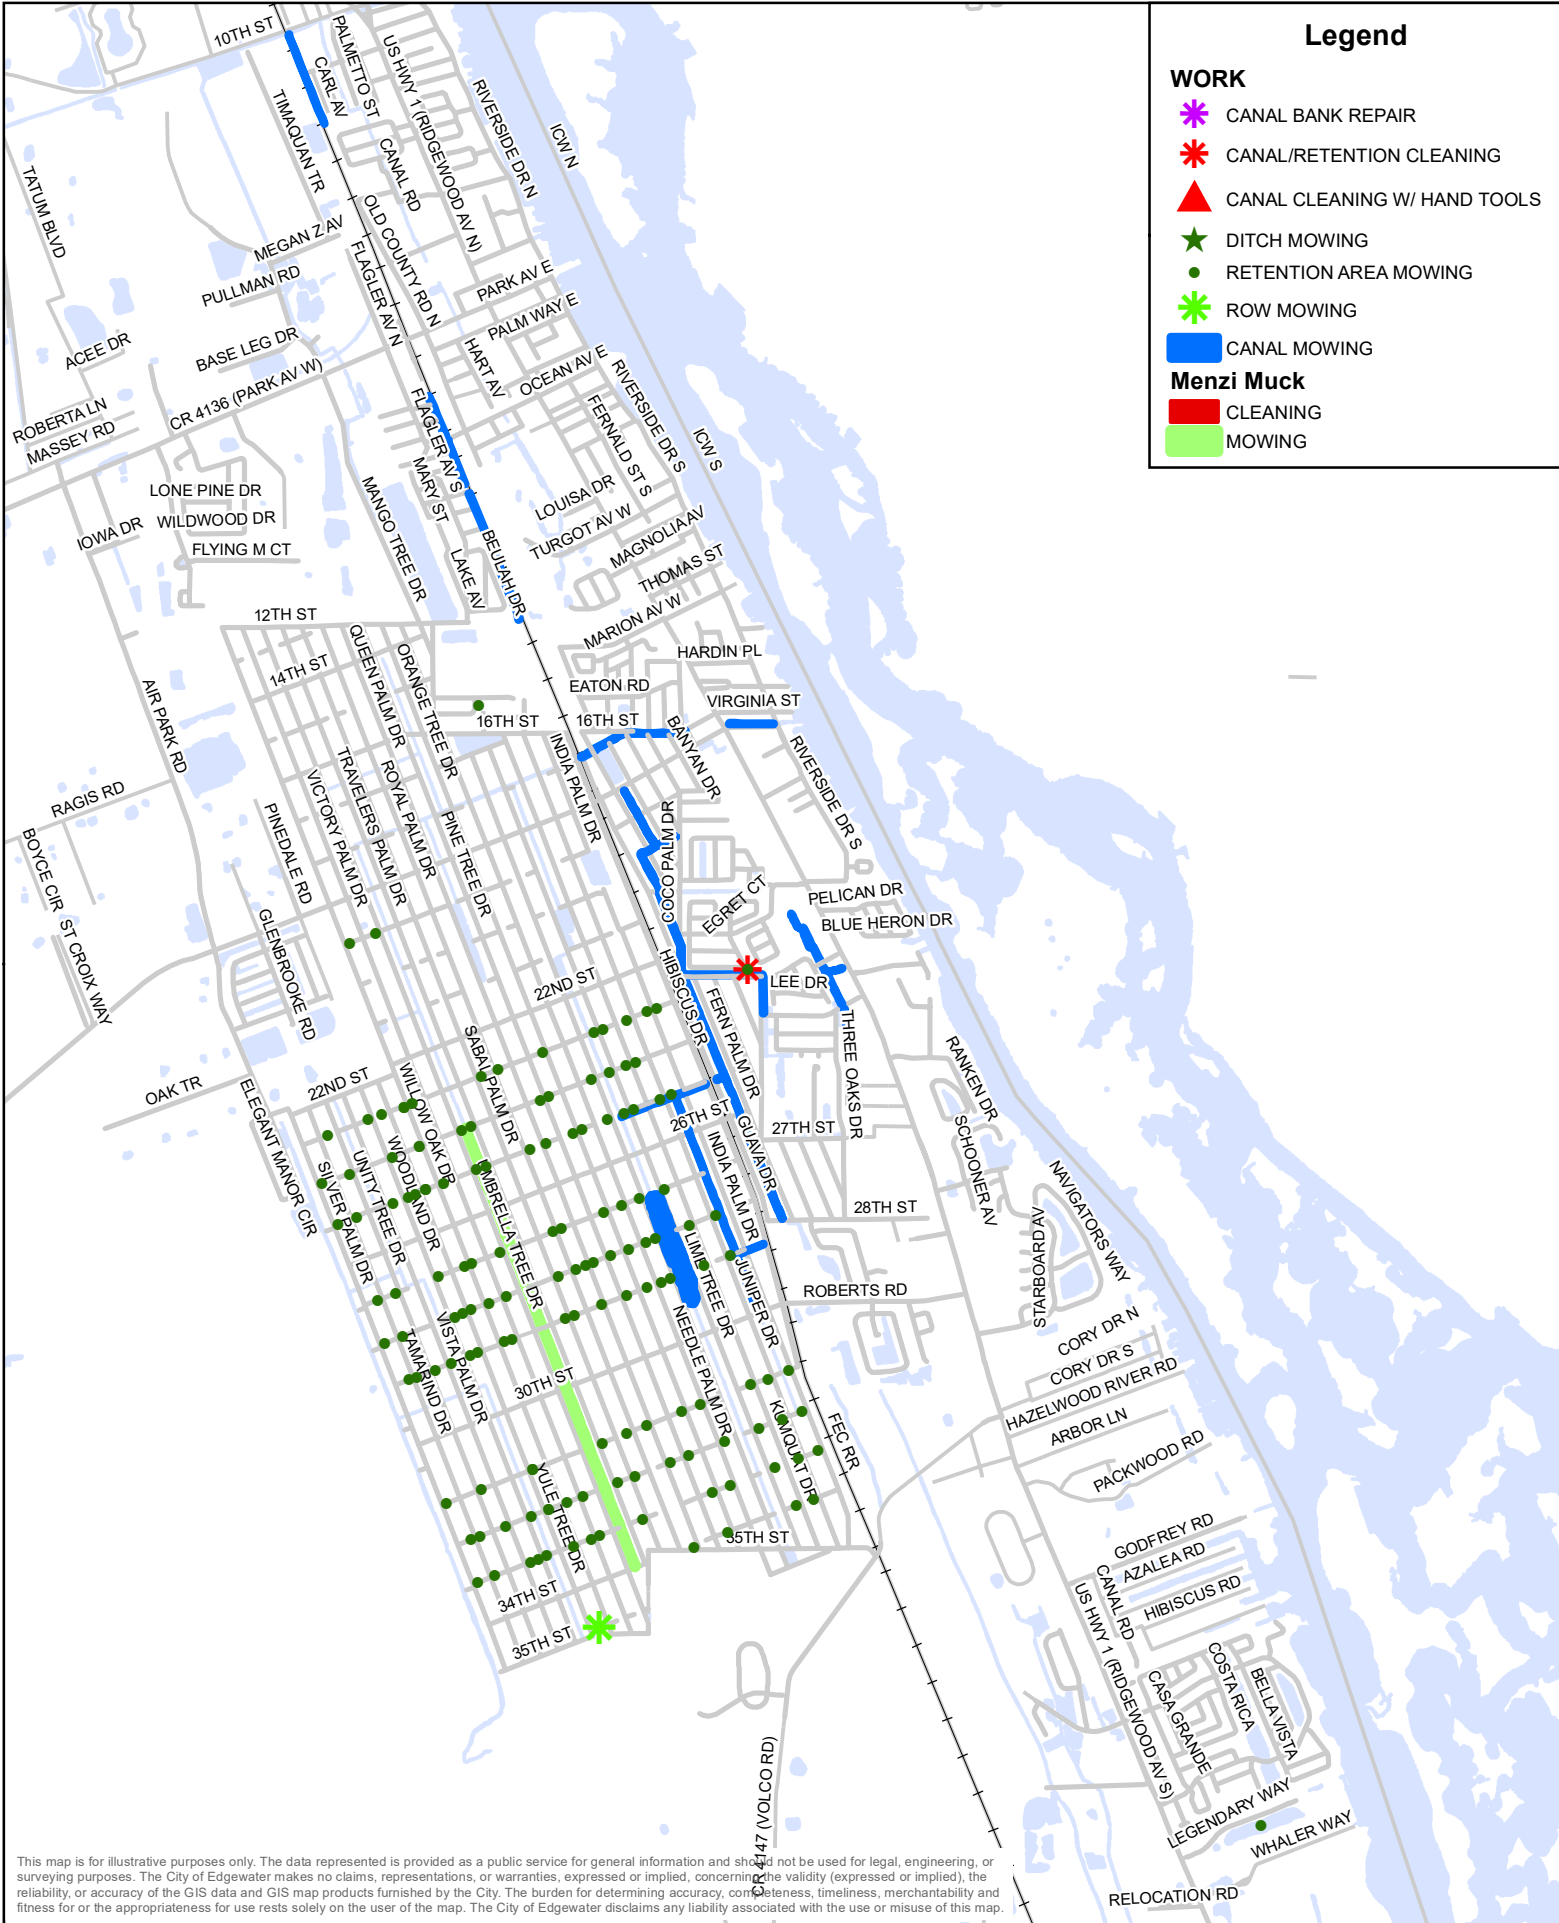 Legend
WORK
CANAL BANK REPAIR
CANAL/RETENTION CLEANING
CANAL CLEANING W/ HAND TOOLS
DITCH MOWING
RETENTION AREA MOWING
ROW MOWING
CANAL MOWING
Menzi Muck
CLEANING
MOWING
10TH ST
CARL AV
PALMETTO ST
US HWY 1 (RIDGEWOOD AV N)
RIVERSIDE DR N
ICW N
TIMAQUAN TR
CANAL RD
TATUM BLVD
MEGAN Z AV
OLD COUNTY RD N
FLAGLER AV N
PULLMAN RD
PARK AV E
PALM WAY E
ACEE DR
BASE LEG DR
HART AV
OCEAN AV E
CR 4136 (PARK AV W)
RIVERSIDE DR S
ROBERTA LN
MASSEY RD
FLAGLER AV S
FERNALD ST S
ICW S
MARY ST
LONE PINE DR
WILDWOOD DR
FLYING M CT
IOWA DR
MANGO TREE DR
LOUISA DR
TURGOT AV W
MAGNOLIA AV
THOMAS ST
BEULAH DR
LAKE AV
12TH ST
MARION AV W
14TH ST
QUEEN PALM DR
ORANGE TREE DR
HARDIN PL
EATON RD
AIR PARK RD
VIRGINIA ST
16TH ST
16TH ST
BANYAN DR
INDIA PALM DR
RIVERSIDE DR S
TRAVELERS PALM DR
ROYAL PALM DR
VICTORY PALM DR
RAGIS RD
PINEDALE RD
PINE TREE DR
COCO PALM DR
BOYCE CIR
ST CROIX WAY
EGRET CT
PELICAN DR
BLUE HERON DR
GLENBROOKE RD
22ND ST
HIBISCUS DR
LEE DR
FERN PALM DR
THREE OAKS DR
SABAL PALM DR
RANKEN DR
OAK TR
22ND ST
WILLOW OAK DR
ELEGANT MANOR CIR
26TH ST
27TH ST
GUAVA DR
SCHOONER AV
INDIA PALM DR
WOODLAND DR
UNITY TREE DR
SILVER PALM DR
UMBRELLA TREE DR
28TH ST
NAVIGATORS WAY
STARBOARD AV
LIME TREE DR
JUNIPER DR
ROBERTS RD
NEEDLE PALM DR
VISTA PALM DR
TAMARIND DR
CORY DR N
CORY DR S
HAZELWOOD RIVER RD
ARBOR LN
30TH ST
KUMQUAT DR
FEC RR
PACKWOOD RD
YULE TREE DR
35TH ST
GODFREY RD
AZALEA RD
CANAL RD
HIBISCUS RD
34TH ST
35TH ST
US HWY 1 (RIDGEWOOD AV S)
COSTA RICA
CASA GRANDE
BELLA VISTA
CR 4147 (VOLCO RD)
LEGENDARY WAY
WHALER WAY
RELOCATION RD
This map is for illustrative purposes only. The data represented is provided as a public service for general information and should not be used for legal, engineering, or
surveying purposes. The City of Edgewater makes no claims, representations, or warranties, expressed or implied, concerning the validity (expressed or implied), the
reliability, or accuracy of the GIS data and GIS map products furnished by the City. The burden for determining accuracy, completeness, timeliness, merchantability and
fitness for or the appropriateness for use rests solely on the user of the map. The City of Edgewater disclaims any liability associated with the use or misuse of this map.